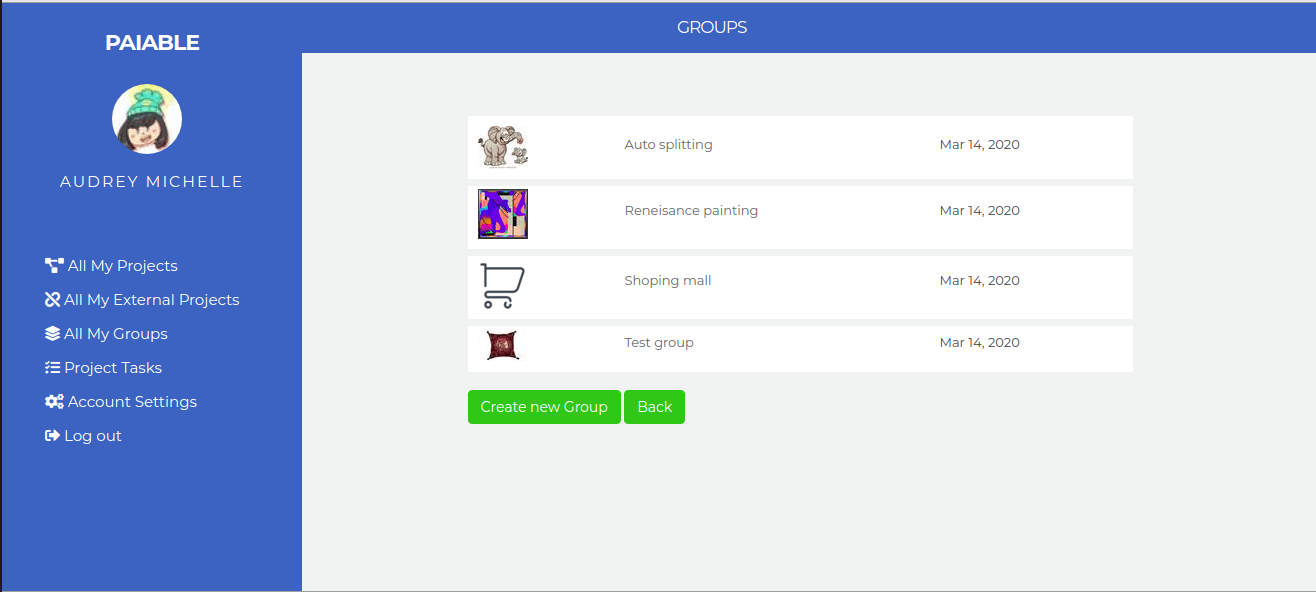 GROUPS
PAIABLE
AUDREY MICHELLE
All My Projects
All My External Projects
All My Groups
Project Tasks
Account Settings
Log out
Auto splitting Mar 14, 2020
Reneisance painting Mar 14, 2020
Shoping mall Mar 14, 2020
Test group Mar 14, 2020
Create new Group Back